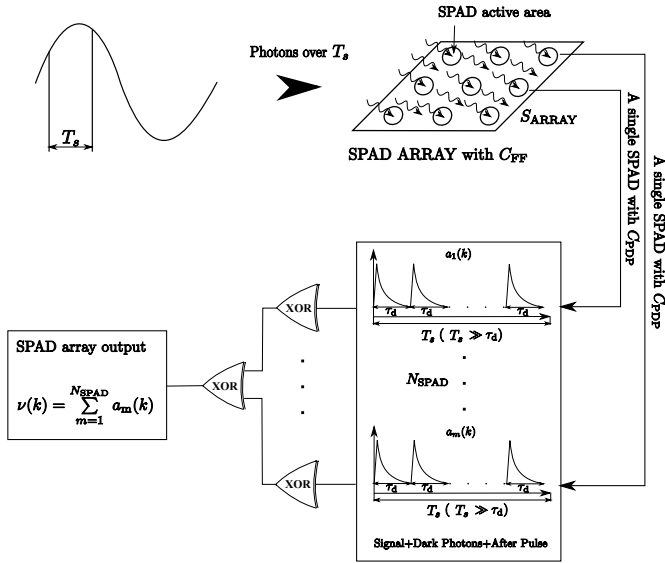 SPAD active area
Photons over T_s
T_s
S_ARRAY
SPAD ARRAY with C_FF
A single SPAD with C_PDP
A single SPAD with C_PDP
a_1(k)
τ_d τ_d . . . τ_d
T_s ( T_s ≫ τ_d)
XOR
SPAD array output
ν(k) = ∑_{m=1}^{N_SPAD} a_m(k)
XOR
N_SPAD
a_m(k)
XOR
τ_d τ_d . . . τ_d
T_s ( T_s ≫ τ_d)
Signal+Dark Photons+After Pulse